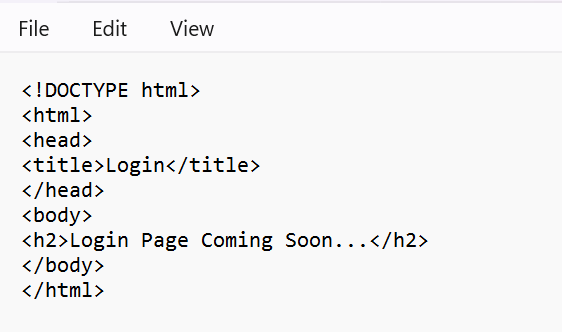 File Edit View
<!DOCTYPE html>
<html>
<head>
<title>Login</title>
</head>
<body>
<h2>Login Page Coming Soon...</h2>
</body>
</html>